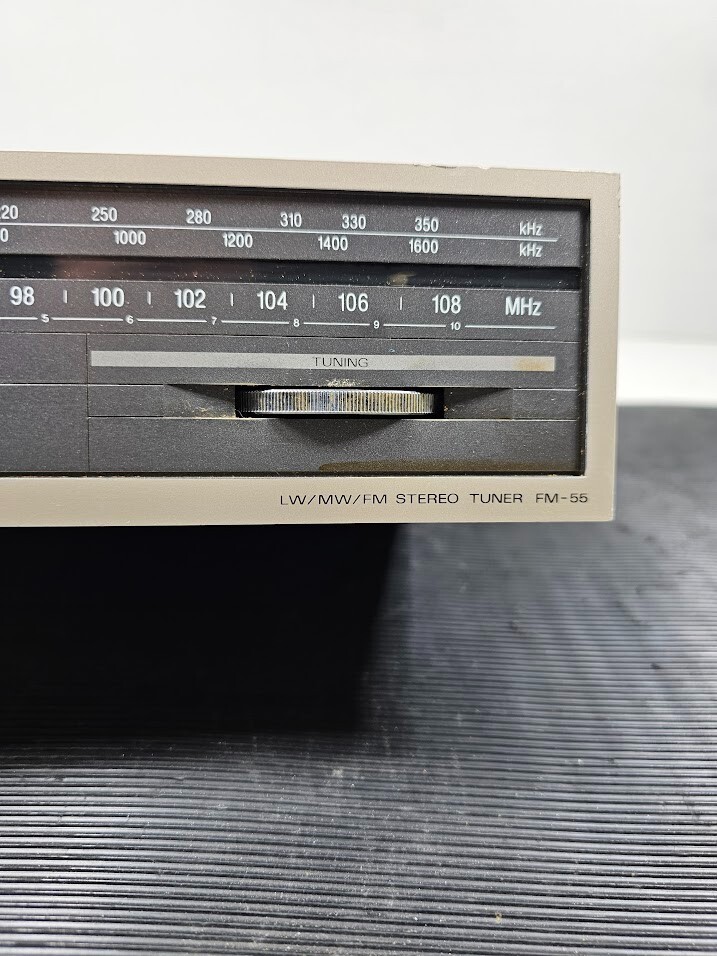 20 250 280 310 330 350 kHz
0 1000 1200 1400 1600 kHz
98 100 102 104 106 108 MHz
5 6 7 8 9 10
TUNING
LW/MW/FM STEREO TUNER FM-55